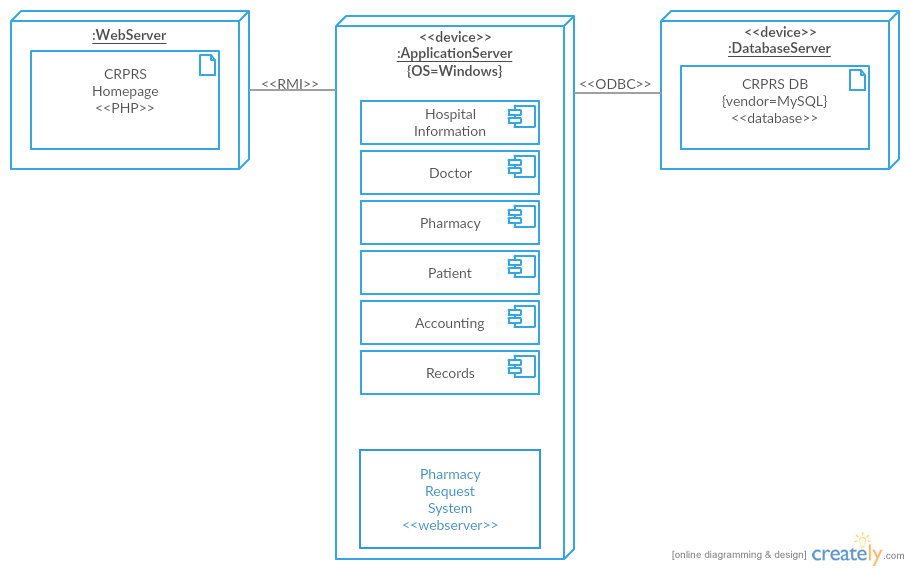 :WebServer
CRPRS
Homepage
<<PHP>>
<<RMI>>
<<device>>
:ApplicationServer
{OS=Windows}
Hospital
Information
Doctor
Pharmacy
Patient
Accounting
Records
Pharmacy
Request
System
<<webserver>>
<<ODBC>>
<<device>>
:DatabaseServer
CRPRS DB
{vendor=MySQL}
<<database>>
[online diagramming & design] creately.com